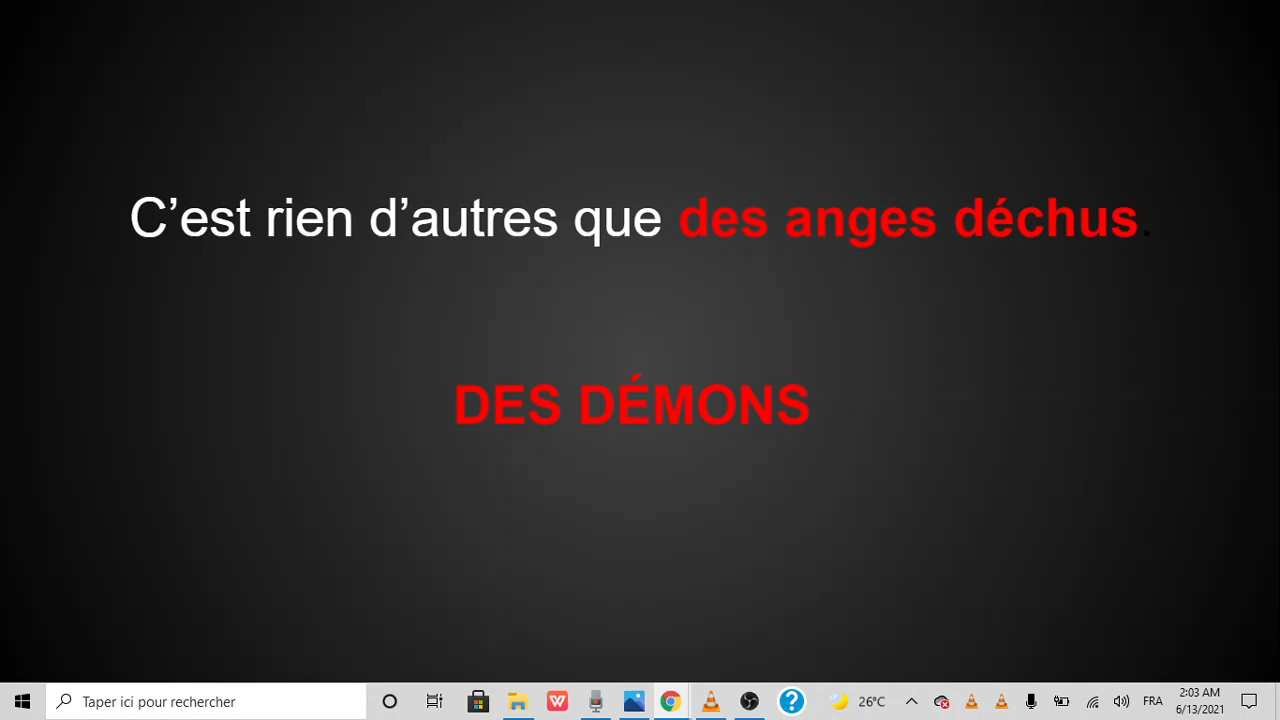 C’est rien d’autres que des anges déchus.
DES DÉMONS
Taper ici pour rechercher
26°C
FRA
2:03 AM
6/13/2021